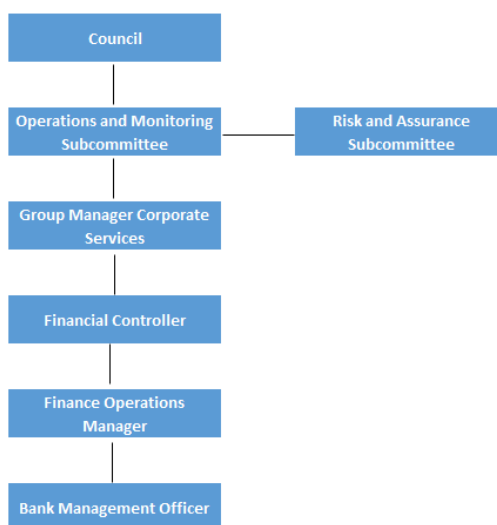 Council
Operations and Monitoring
Subcommittee
Risk and Assurance
Subcommittee
Group Manager Corporate
Services
Financial Controller
Finance Operations
Manager
Bank Management Officer